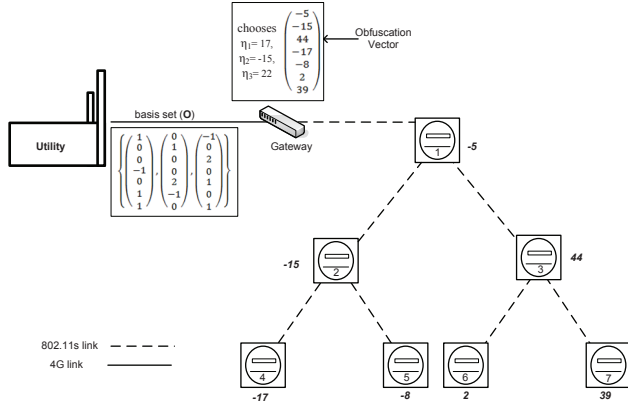 chooses
η1= 17,
η2= -15,
η3= 22
-5
-15
44
-17
-8
2
39
Obfuscation
Vector
basis set (O)
Utility
Gateway
1 0 -1
0 1 0
0 0 2
-1 0 0
0 2 1
1 -1 0
1 0 1
1
-5
-15
2
3
44
4
5
6
7
-17
-8
2
39
802.11s link
4G link